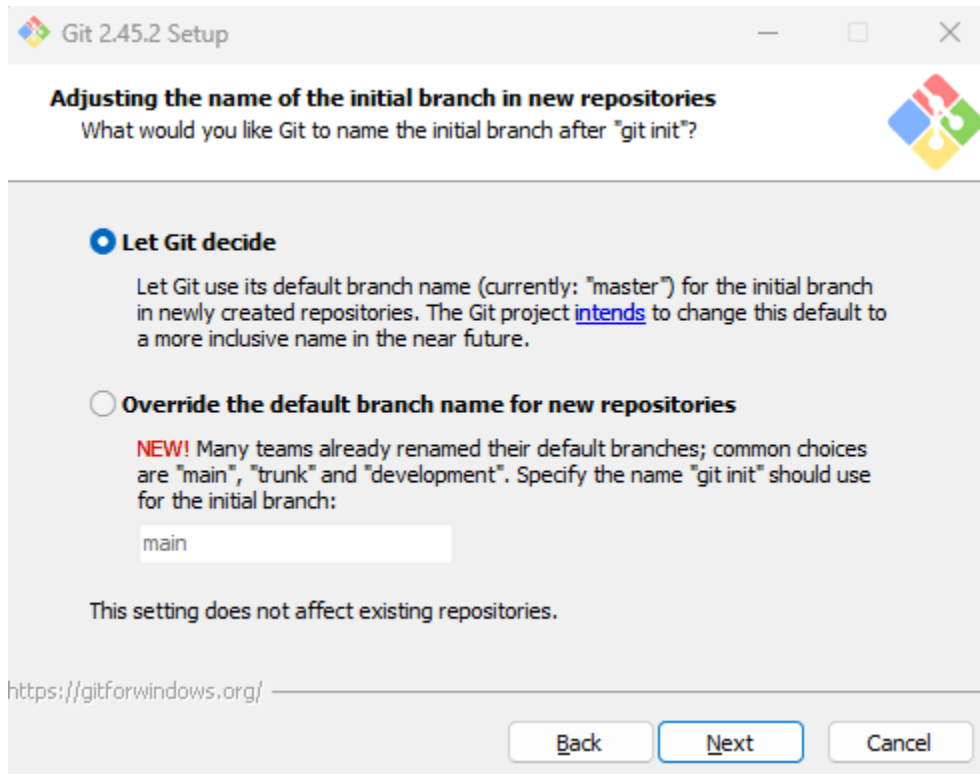 Git 2.45.2 Setup
Adjusting the name of the initial branch in new repositories
What would you like Git to name the initial branch after "git init"?
Let Git decide
Let Git use its default branch name (currently: "master") for the initial branch
in newly created repositories. The Git project intends to change this default to
a more inclusive name in the near future.
Override the default branch name for new repositories
NEW! Many teams already renamed their default branches; common choices
are "main", "trunk" and "development". Specify the name "git init" should use
for the initial branch:
main
This setting does not affect existing repositories.
https://gitforwindows.org/
Back
Next
Cancel